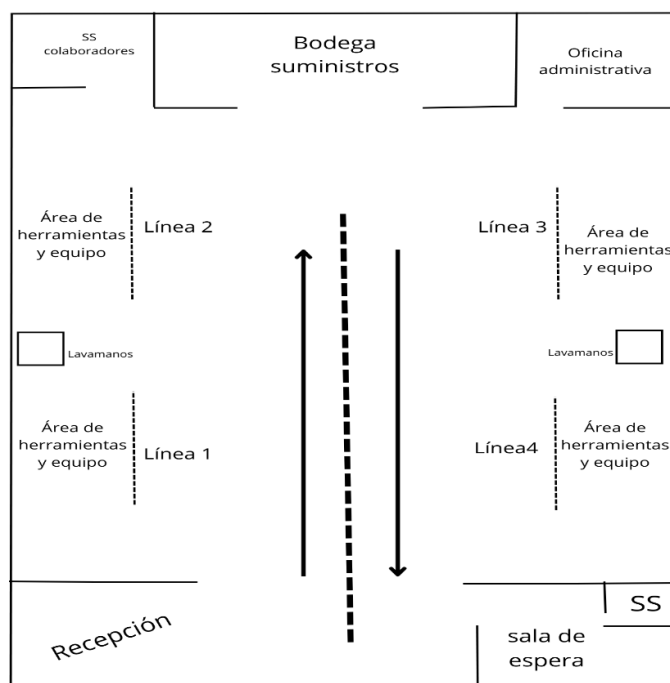 SS
colaboradores
Bodega
suministros
Oficina
administrativa
Área de
herramientas
y equipo
Línea 2
Línea 3
Área de
herramientas
y equipo
Lavamanos
Lavamanos
Área de
herramientas
y equipo
Línea 1
Línea4
Área de
herramientas
y equipo
Recepción
sala de
espera
SS